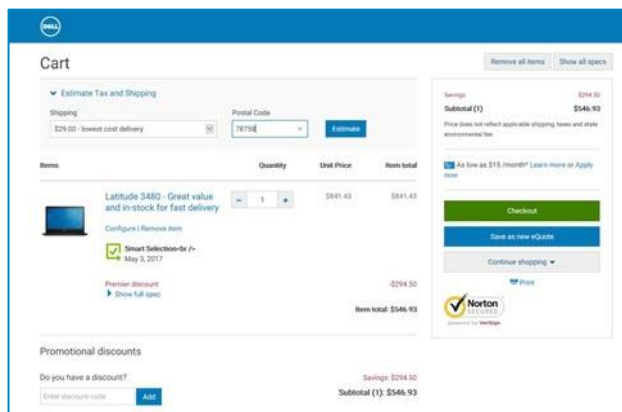 DELL
Cart
Remove all items
Show all specs
Estimate Tax and Shipping
Shipping
Postal Code
$29.00 - lowest cost delivery
78758
Estimate
Items
Quantity
Unit Price
Item total
Latitude 3480 - Great value
and in-stock for fast delivery
1
$841.43
$841.43
Configure | Remove item
Smart Selection<br />
May 3, 2017
Premier discount
-$294.50
Show full spec
Item total: $546.93
Promotional discounts
Do you have a discount?
Enter discount code
Add
Savings: $294.50
Subtotal (1): $546.93
Savings
$294.50
Subtotal (1)
$546.93
Price does not reflect applicable shipping, taxes and state
environmental fee
As low as $15 /month* Learn more or Apply
now
Checkout
Save as new eQuote
Continue shopping
Print
Norton
SECURED
powered by VeriSign